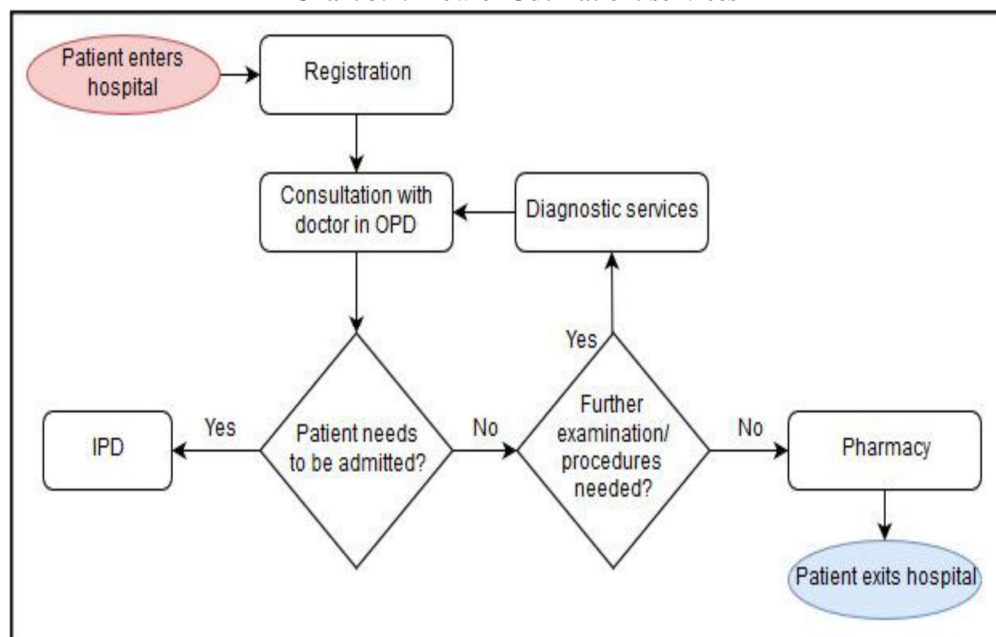 Patient enters
hospital
Registration
Consultation with
doctor in OPD
Diagnostic services
Yes
IPD
Yes
Patient needs
to be admitted?
No
Further
examination/
procedures
needed?
No
Pharmacy
Patient exits hospital